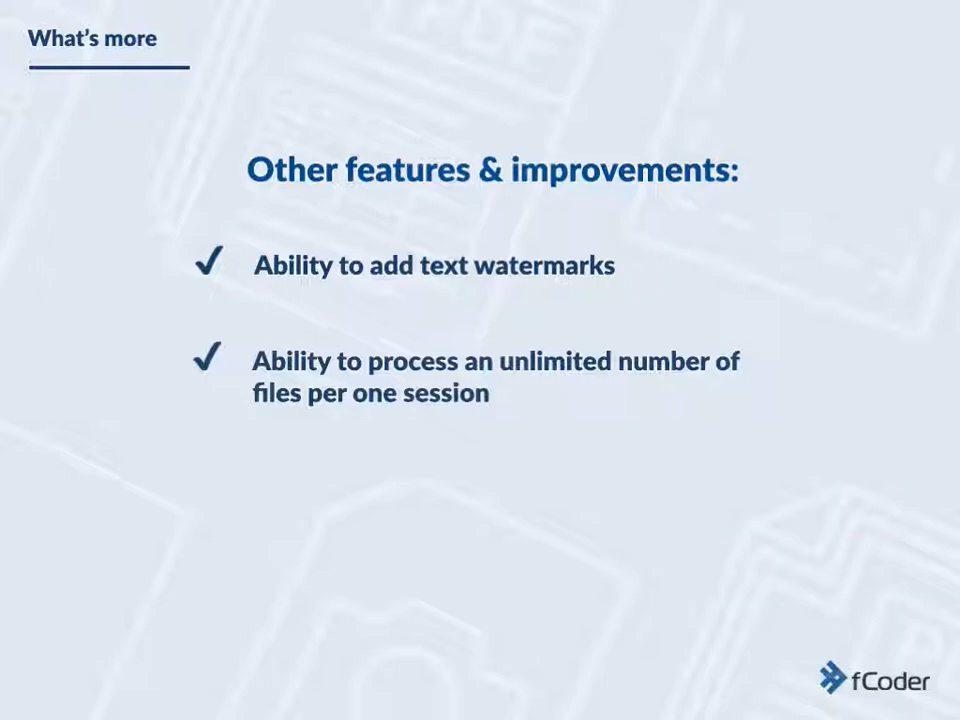 What's more
Other features & improvements:
✓ Ability to add text watermarks
✓ Ability to process an unlimited number of
files per one session
PDF
fCoder